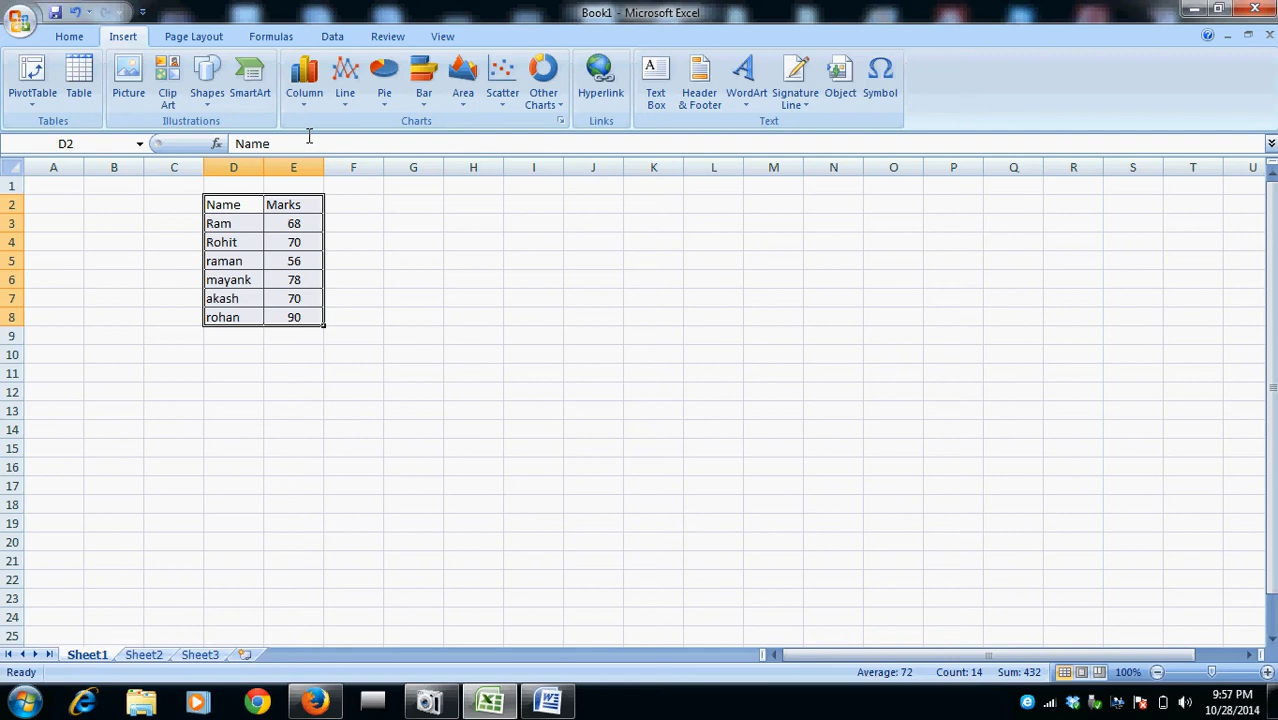 Book1 - Microsoft Excel
Home Insert Page Layout Formulas Data Review View
PivotTable Table Picture Clip Art Shapes SmartArt Column Line Pie Bar Area Scatter Other Charts Hyperlink Text Box Header & Footer WordArt Signature Line Object Symbol
Tables Illustrations Charts Links Text
D2 fx Name
A B C D E F G H I J K L M N O P Q R S T U
1
2 Name Marks
3 Ram 68
4 Rohit 70
5 raman 56
6 mayank 78
7 akash 70
8 rohan 90
9
10
11
12
13
14
15
16
17
18
19
20
21
22
23
24
25
Sheet1 Sheet2 Sheet3
Ready Average: 72 Count: 14 Sum: 432 100%
9:57 PM
10/28/2014